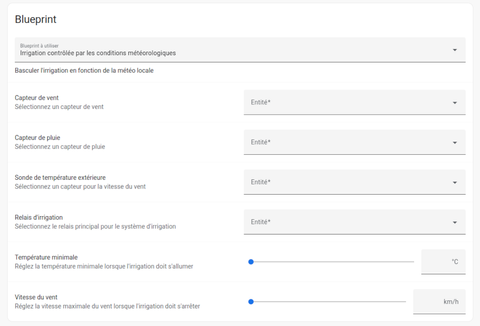 Blueprint
Blueprint à utiliser
Irrigation contrôlée par les conditions météorologiques
Basculer l'irrigation en fonction de la météo locale
Capteur de vent
Sélectionnez un capteur de vent
Entité*
Capteur de pluie
Sélectionnez un capteur de pluie
Entité*
Sonde de température extérieure
Sélectionnez un capteur pour la vitesse du vent
Entité*
Relais d'irrigation
Sélectionnez le relais principal pour le système d'irrigation
Entité*
Température minimale
Réglez la température minimale lorsque l'irrigation doit s'allumer
°C
Vitesse du vent
Réglez la vitesse maximale du vent lorsque l'irrigation doit s'arrêter
km/h